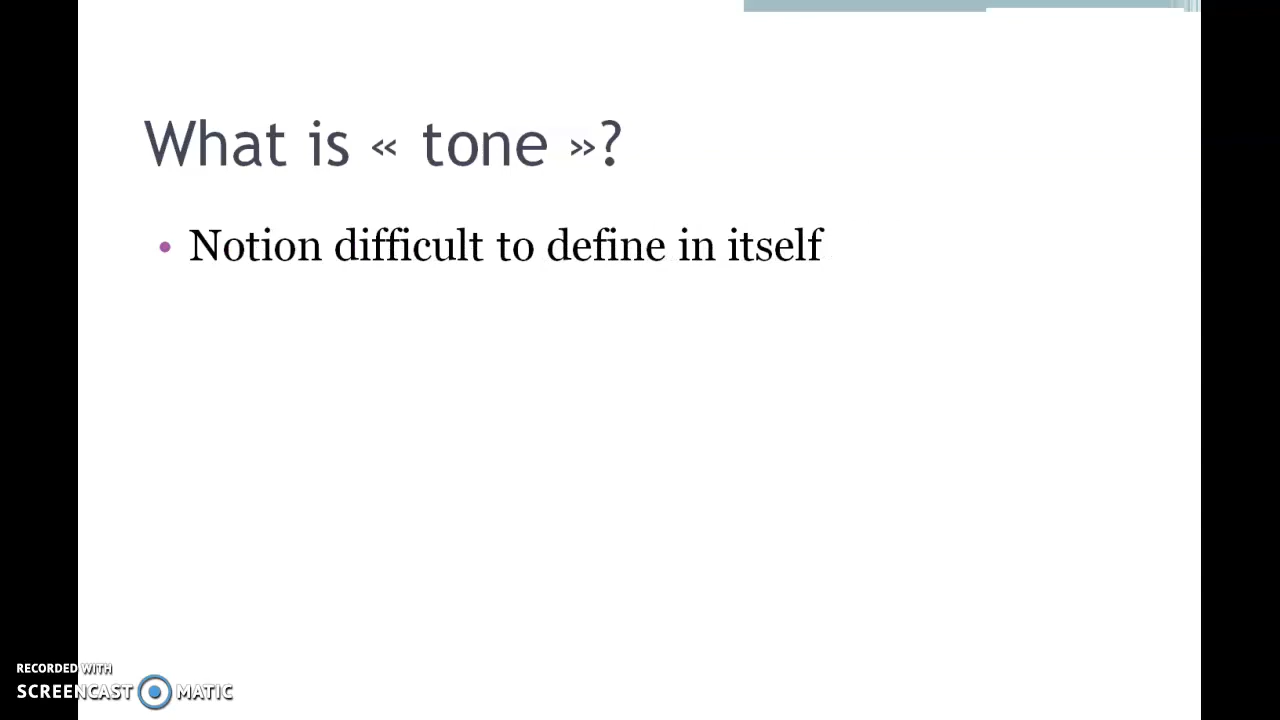 What is « tone »?
• Notion difficult to define in itself
RECORDED WITH
SCREENCAST MATIC